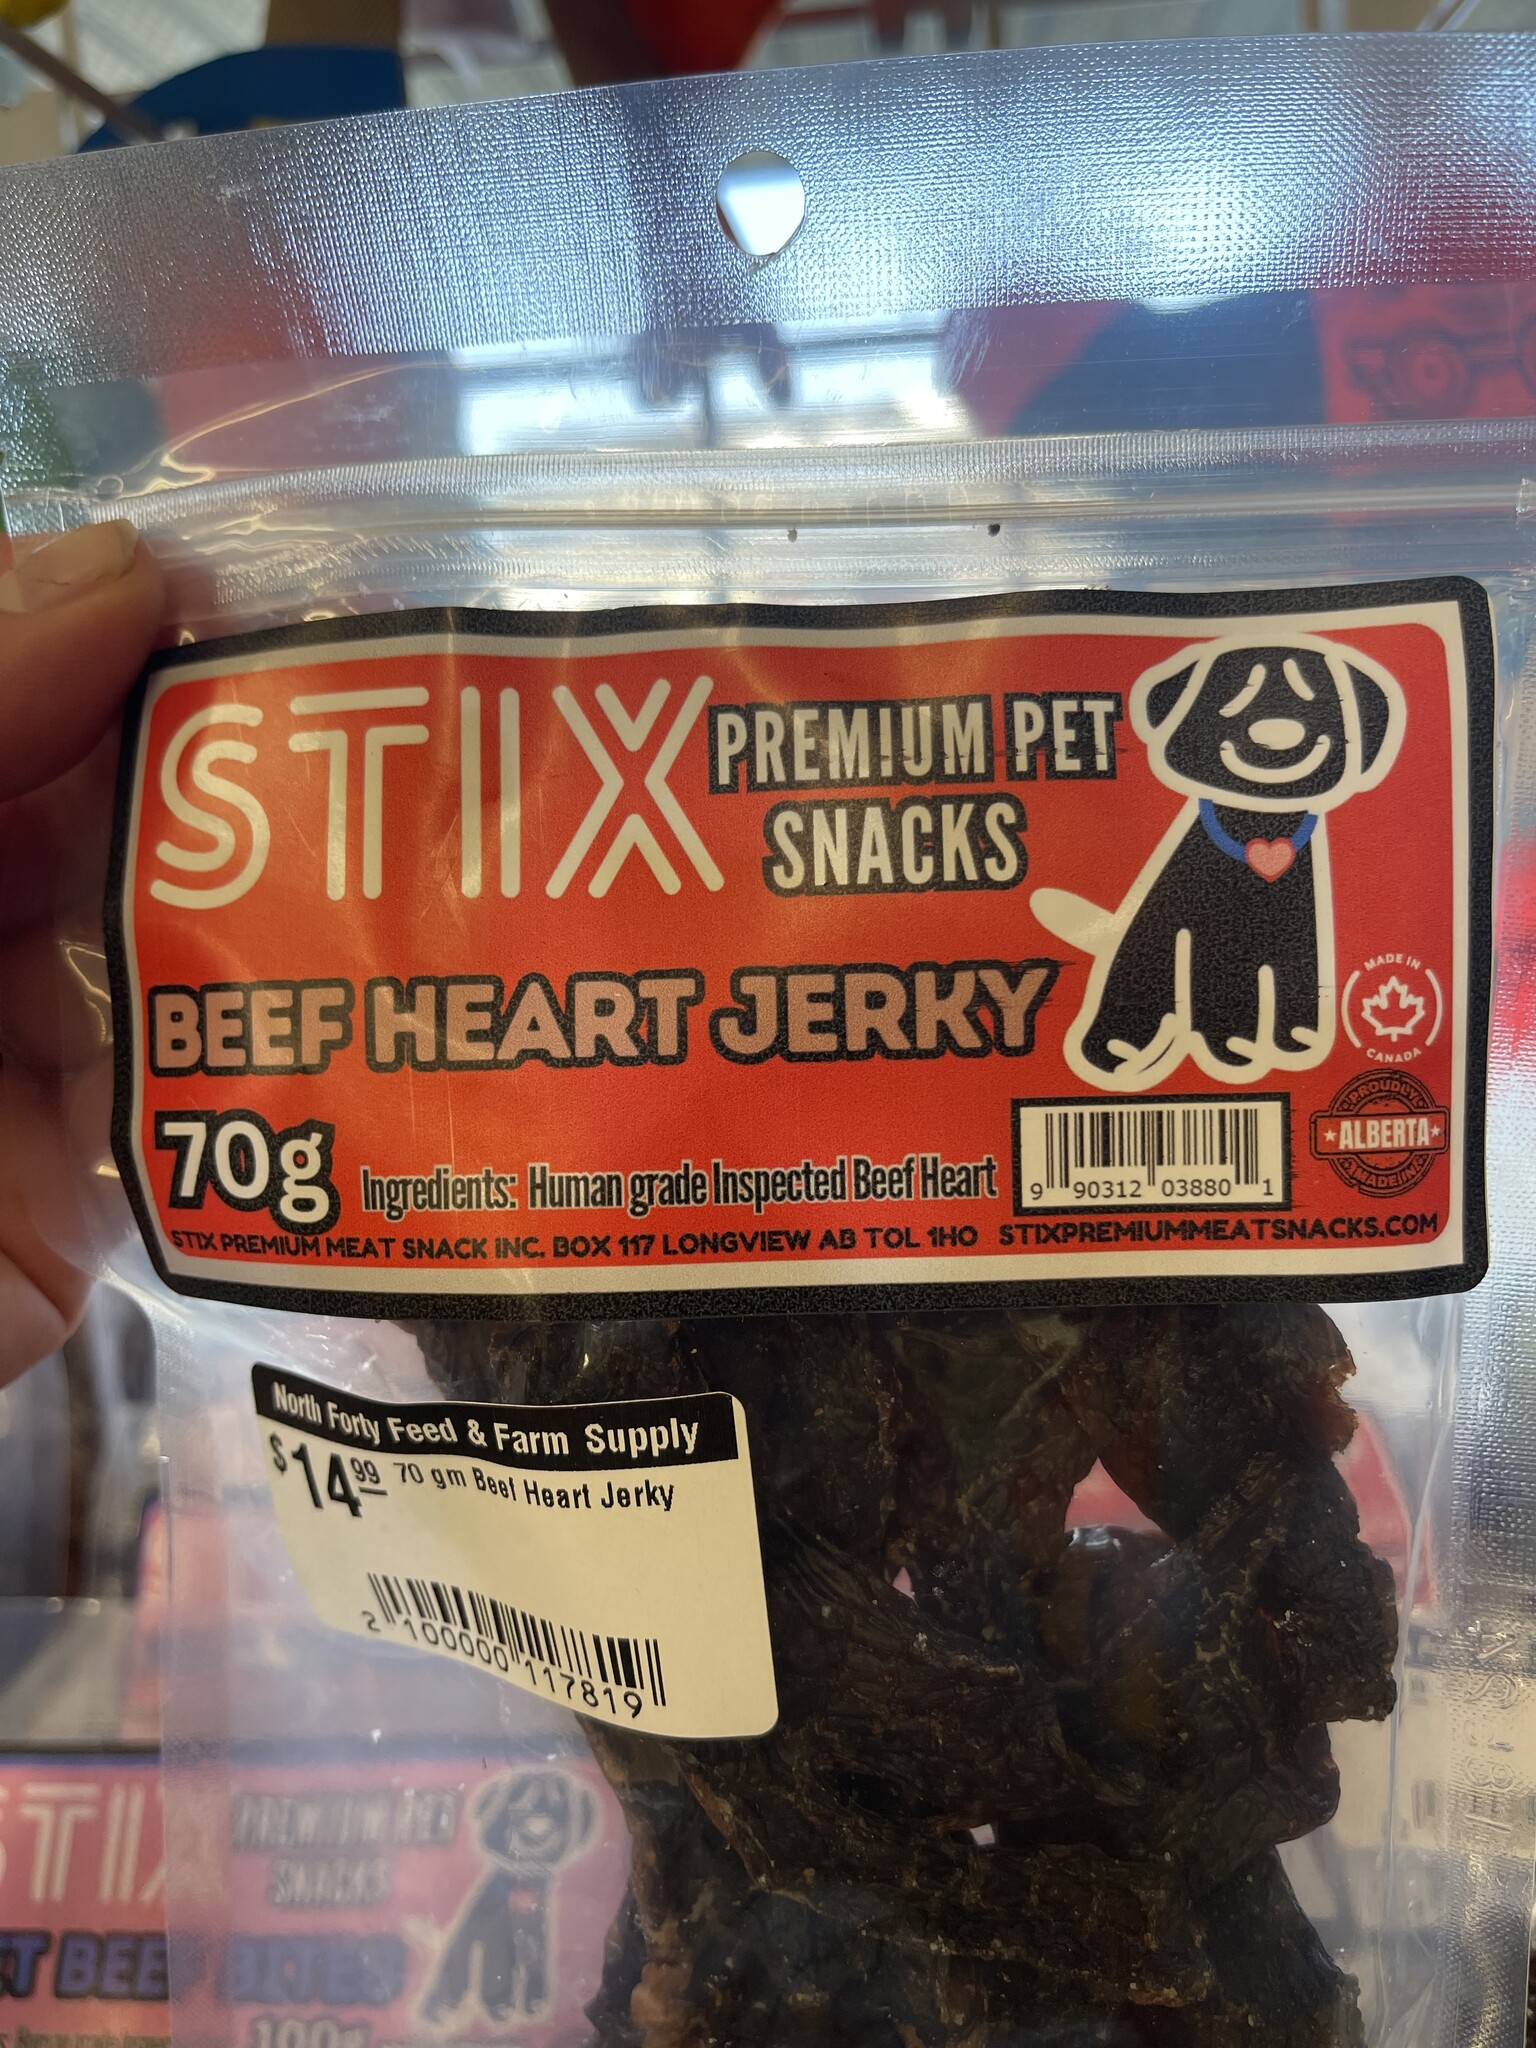 STIX PREMIUM PET
SNACKS
BEEF HEART JERKY
MADE IN
CANADA
PROUDLY
ALBERTA
MADE IN
70g
Ingredients: Human grade Inspected Beef Heart
9 90312 03880 1
STIX PREMIUM MEAT SNACK INC. BOX 117 LONGVIEW AB TOL 1HO STIXPREMIUMMEATSNACKS.COM
North Forty Feed & Farm Supply
$14.99 70 gm Beef Heart Jerky
2 100000 117819
STIX PREMIUM PET
SNACKS
T BEEF BITES
100g